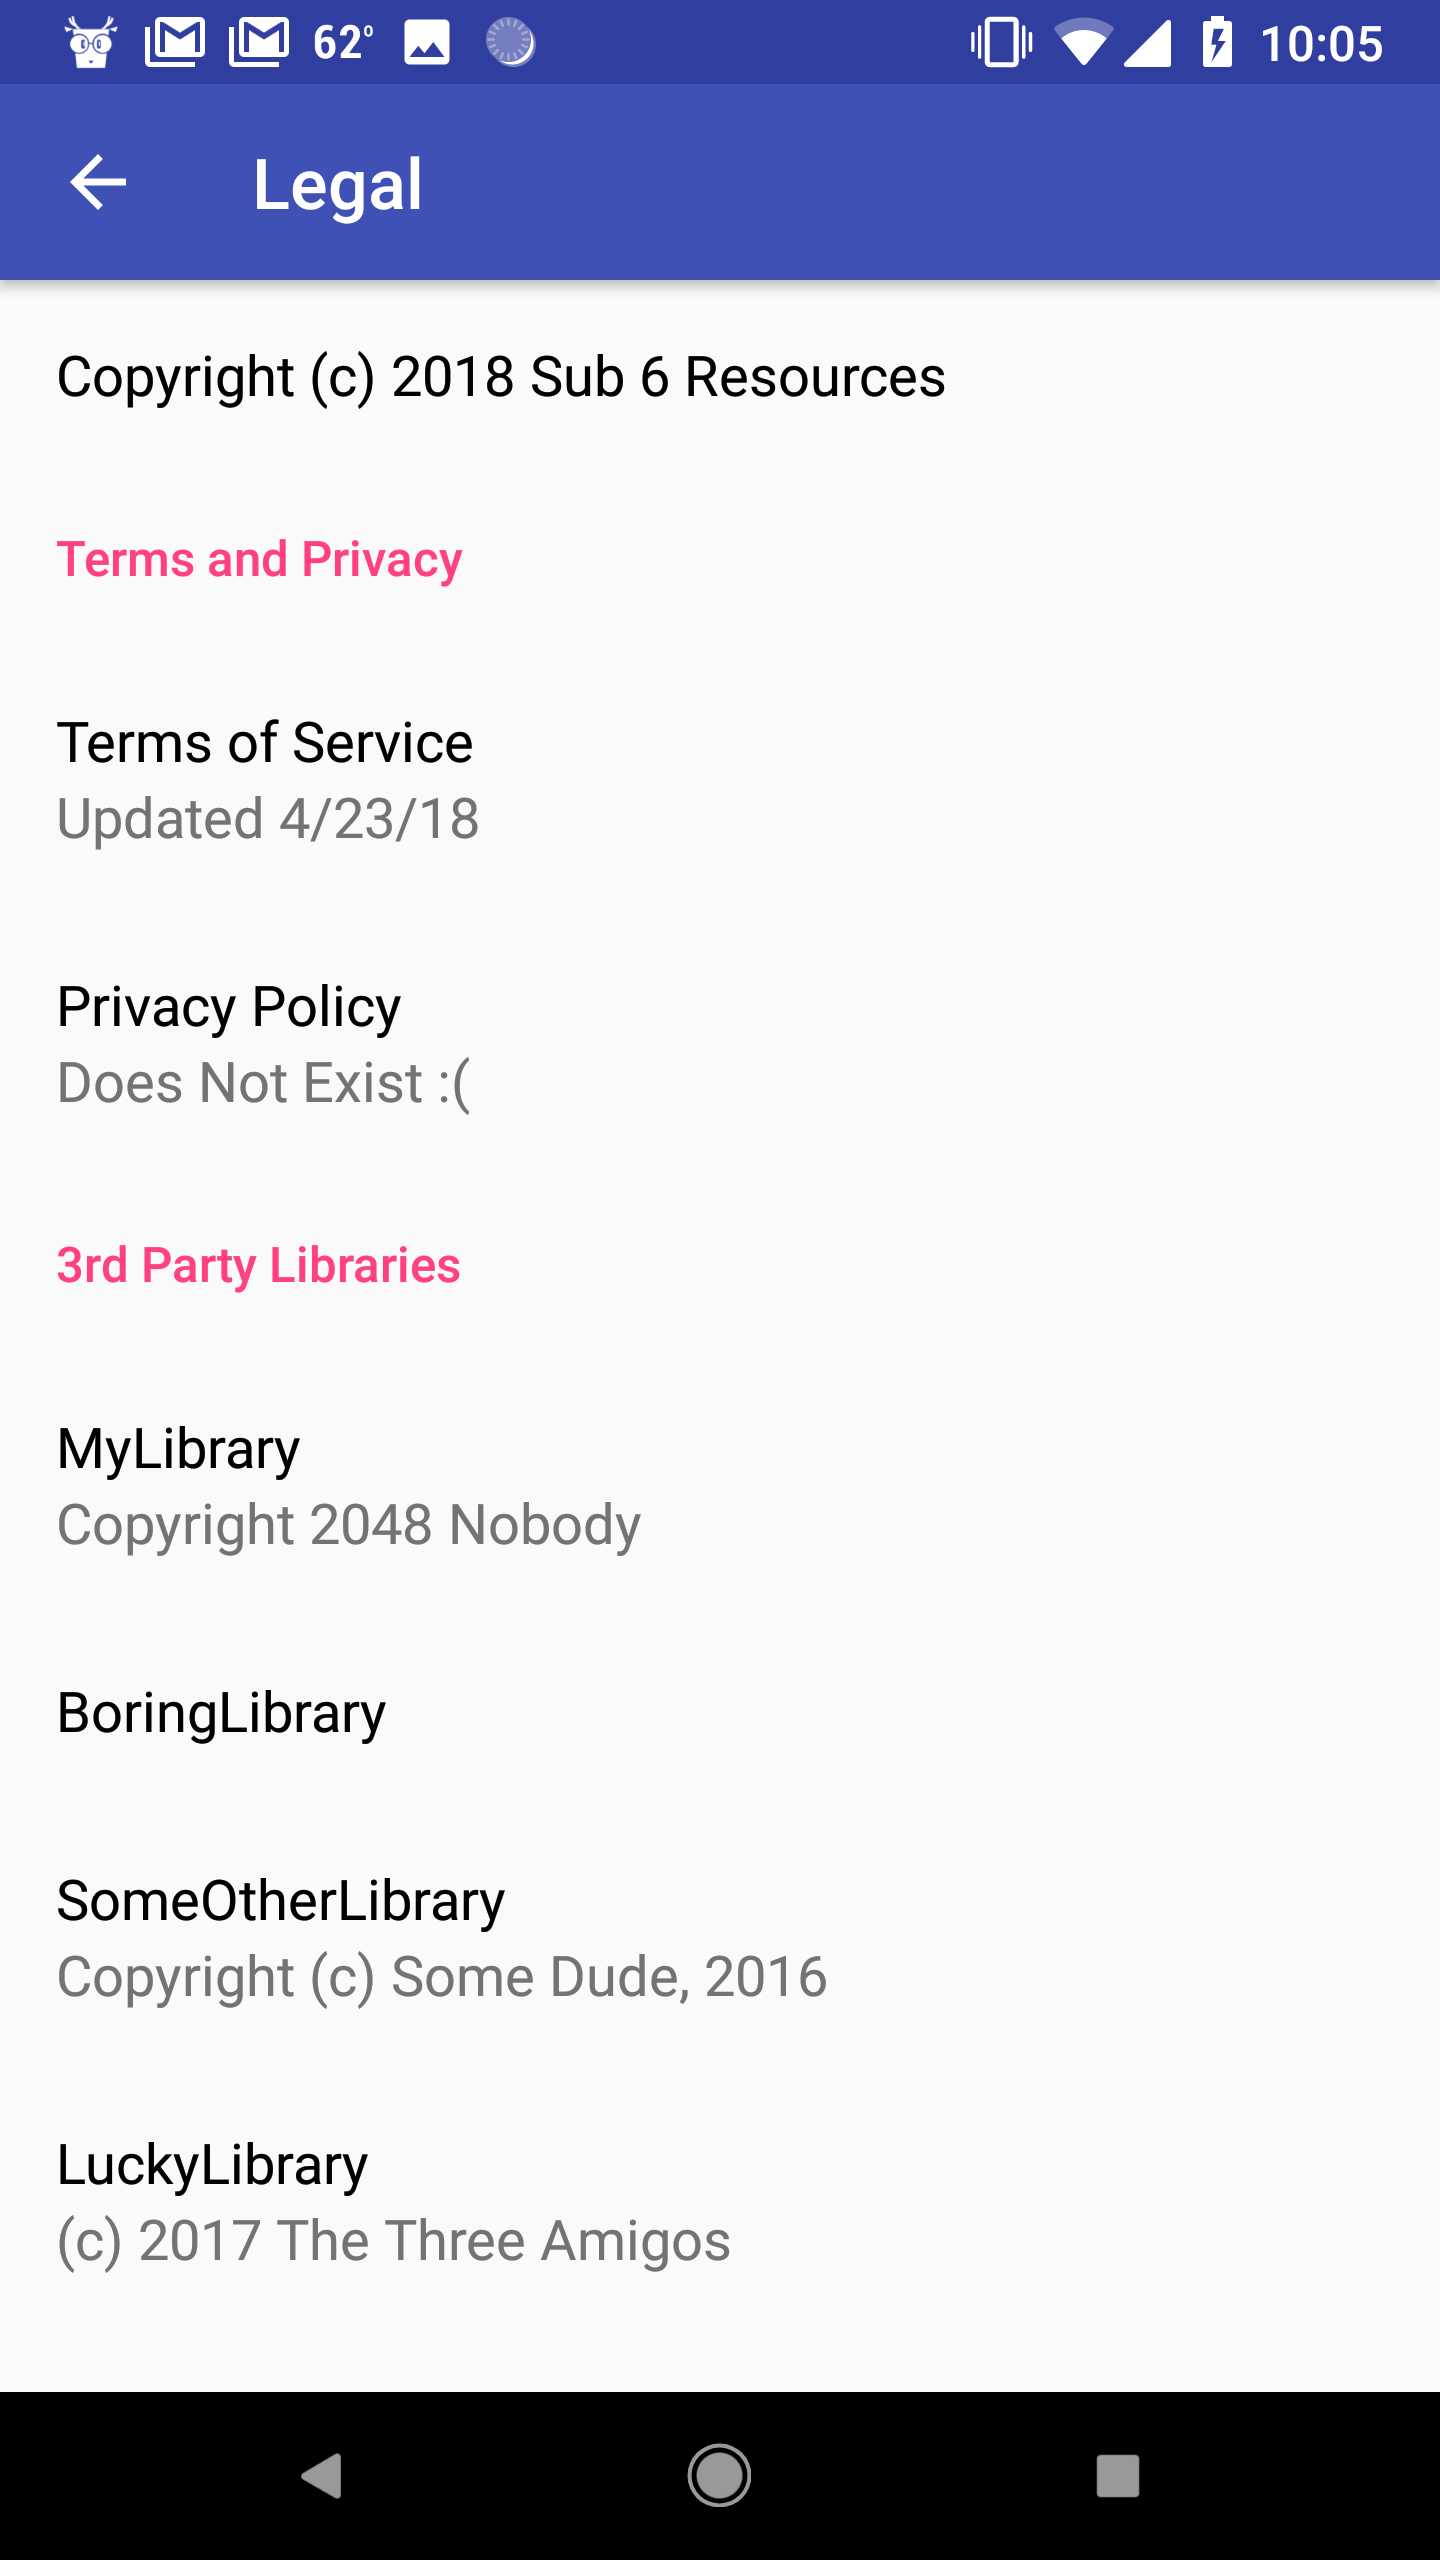 62° 10:05
Legal
Copyright (c) 2018 Sub 6 Resources
Terms and Privacy
Terms of Service
Updated 4/23/18
Privacy Policy
Does Not Exist :(
3rd Party Libraries
MyLibrary
Copyright 2048 Nobody
BoringLibrary
SomeOtherLibrary
Copyright (c) Some Dude, 2016
LuckyLibrary
(c) 2017 The Three Amigos